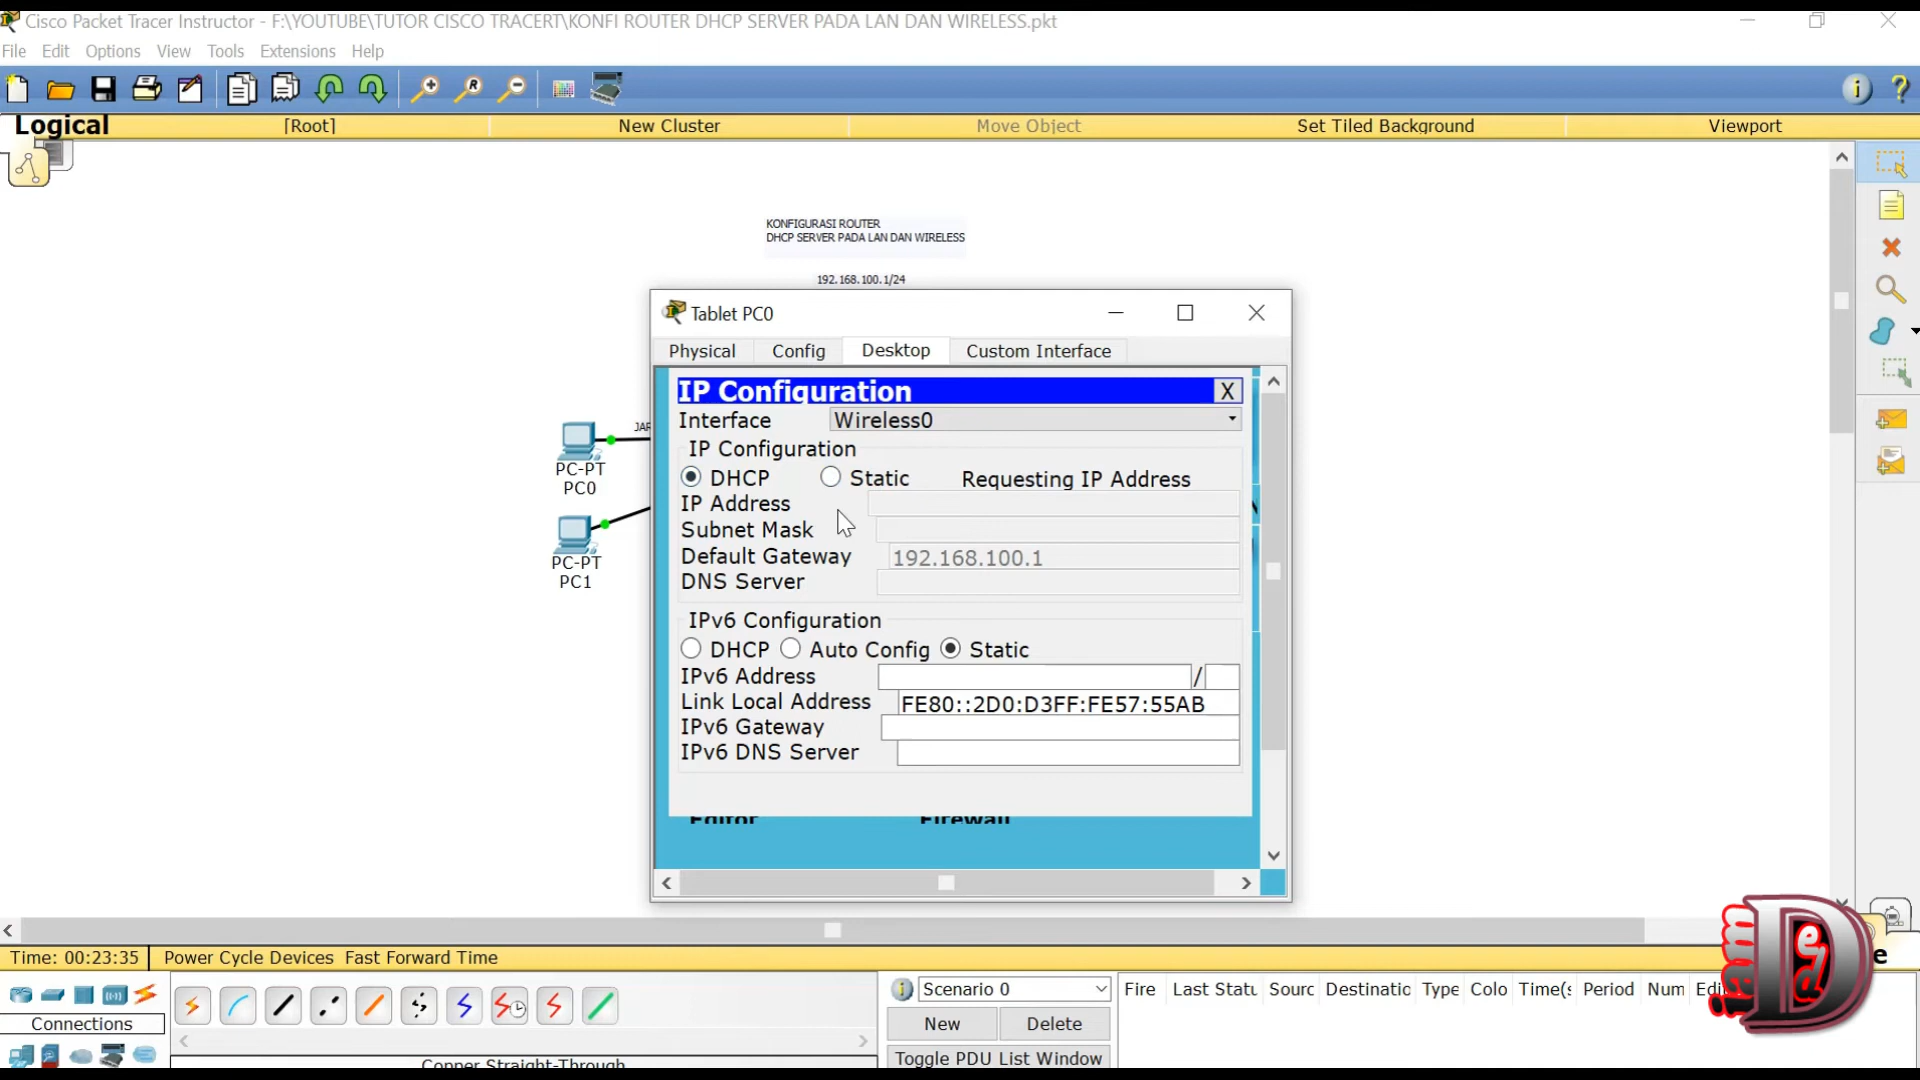 Cisco Packet Tracer Instructor - F:\YOUTUBE\TUTOR CISCO TRACERT\KONFI ROUTER DHCP SERVER PADA LAN DAN WIRELESS.pkt
File Edit Options View Tools Extensions Help
Logical [Root] New Cluster Move Object Set Tiled Background Viewport
KONFIGURASI ROUTER
DHCP SERVER PADA LAN DAN WIRELESS
192.168.100.1/24
Tablet PC0
Physical Config Desktop Custom Interface
IP Configuration X
Interface Wireless0
IP Configuration
DHCP Static Requesting IP Address
IP Address
Subnet Mask
Default Gateway 192.168.100.1
DNS Server
IPv6 Configuration
DHCP Auto Config Static
IPv6 Address /
Link Local Address FE80::2D0:D3FF:FE57:55AB
IPv6 Gateway
IPv6 DNS Server
Editor Firewall
JAR
PC-PT
PC0
PC-PT
PC1
Time: 00:23:35 Power Cycle Devices Fast Forward Time
Connections
Copper Straight-Through
Scenario 0
New Delete
Toggle PDU List Window
Fire Last Statu Sourc Destinatio Type Colo Time(s Period Num Edi